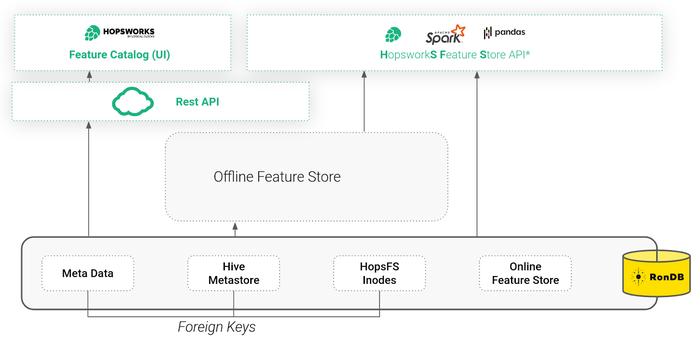 HOPSWORKS
Feature Catalog (UI)
APACHE
Spark
pandas
HopsworkS Feature Store API*
Rest API
Offline Feature Store
Meta Data
Hive
Metastore
HopsFS
Inodes
Online
Feature Store
RonDB
Foreign Keys